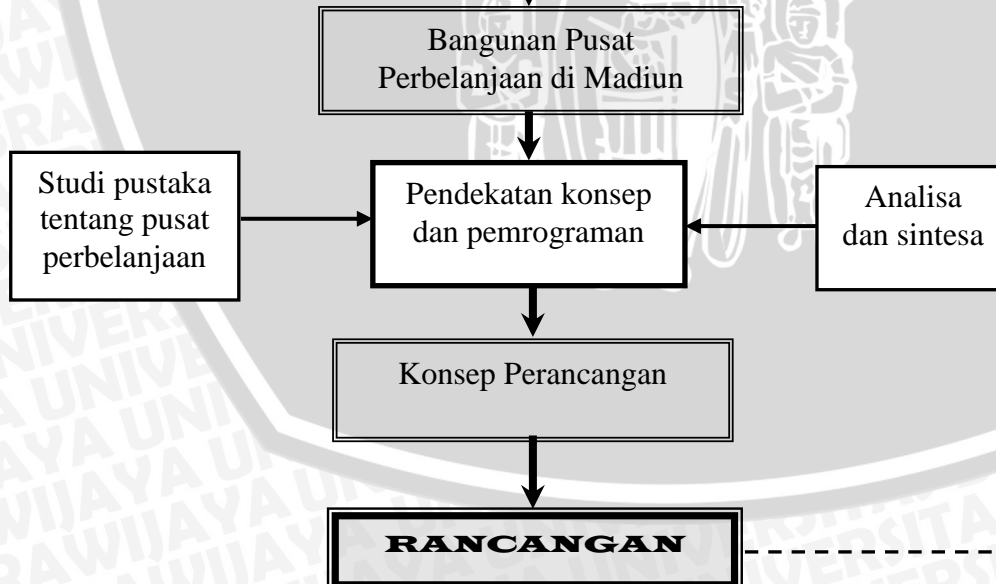 Bangunan Pusat
Perbelanjaan di Madiun
Studi pustaka
tentang pusat
perbelanjaan
Pendekatan konsep
dan pemrograman
Analisa
dan sintesa
Konsep Perancangan
RANCANGAN